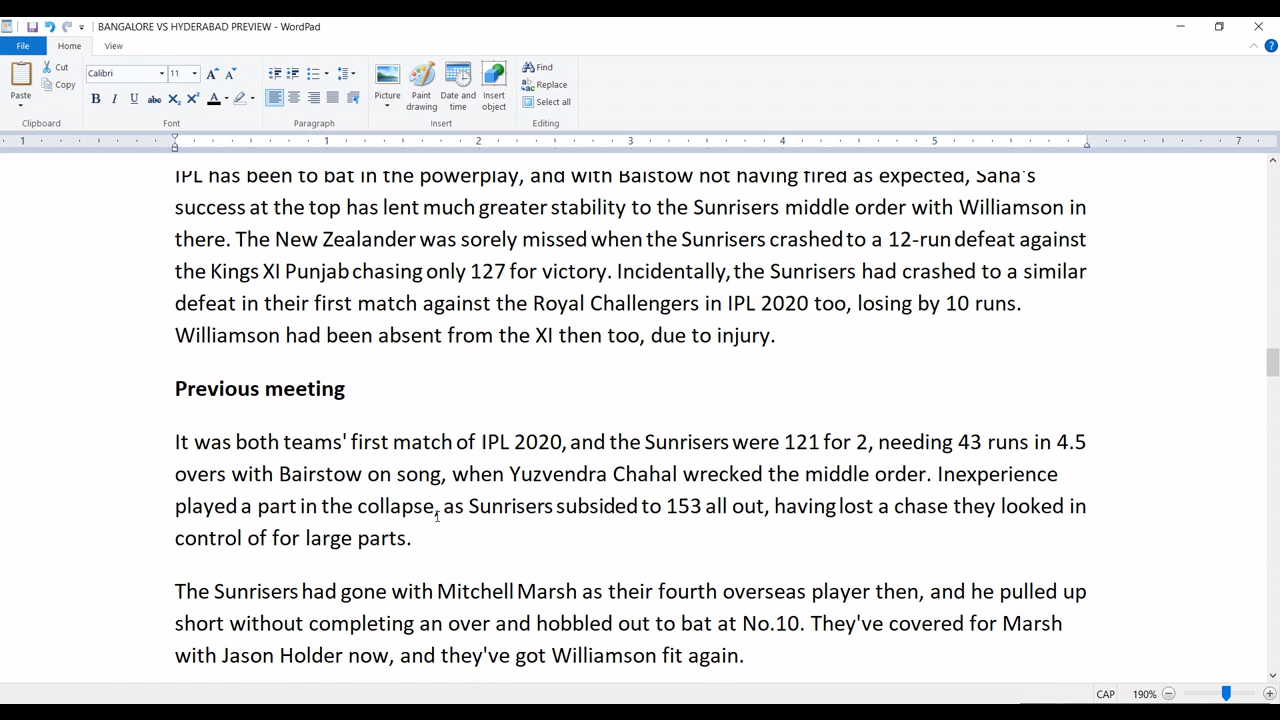 BANGALORE VS HYDERABAD PREVIEW - WordPad
File Home View
Paste
Cut
Copy
Clipboard
Calibri 11
B I U abc X₂ X² A
Font
Paragraph
Picture
Paint drawing
Date and time
Insert object
Insert
Find
Replace
Select all
Editing
1 1 2 3 4 5 7
IPL has been to bat in the powerplay, and with Baistow not having fired as expected, Saha's
success at the top has lent much greater stability to the Sunrisers middle order with Williamson in
there. The New Zealander was sorely missed when the Sunrisers crashed to a 12-run defeat against
the Kings XI Punjab chasing only 127 for victory. Incidentally, the Sunrisers had crashed to a similar
defeat in their first match against the Royal Challengers in IPL 2020 too, losing by 10 runs.
Williamson had been absent from the XI then too, due to injury.
Previous meeting
It was both teams' first match of IPL 2020, and the Sunrisers were 121 for 2, needing 43 runs in 4.5
overs with Bairstow on song, when Yuzvendra Chahal wrecked the middle order. Inexperience
played a part in the collapse, as Sunrisers subsided to 153 all out, having lost a chase they looked in
control of for large parts.
The Sunrisers had gone with Mitchell Marsh as their fourth overseas player then, and he pulled up
short without completing an over and hobbled out to bat at No.10. They've covered for Marsh
with Jason Holder now, and they've got Williamson fit again.
CAP 190%